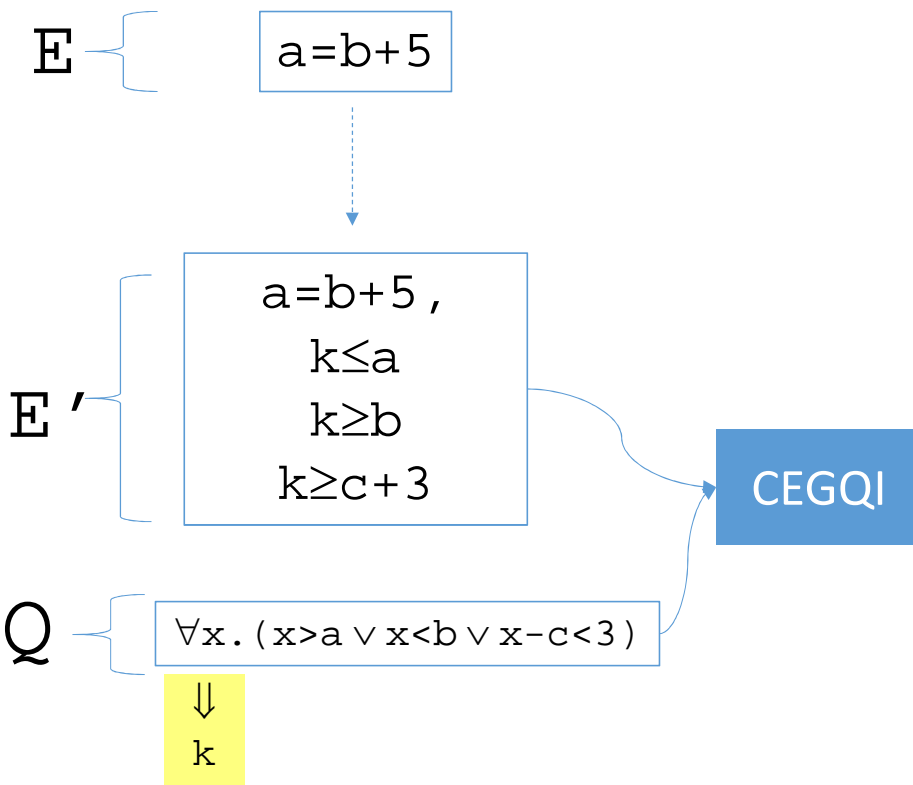 E
a=b+5
E'
a=b+5,
k≤a
k≥b
k≥c+3
CEGQI
Q
∀x.(x>a∨x<b∨x-c<3)
⇓
k